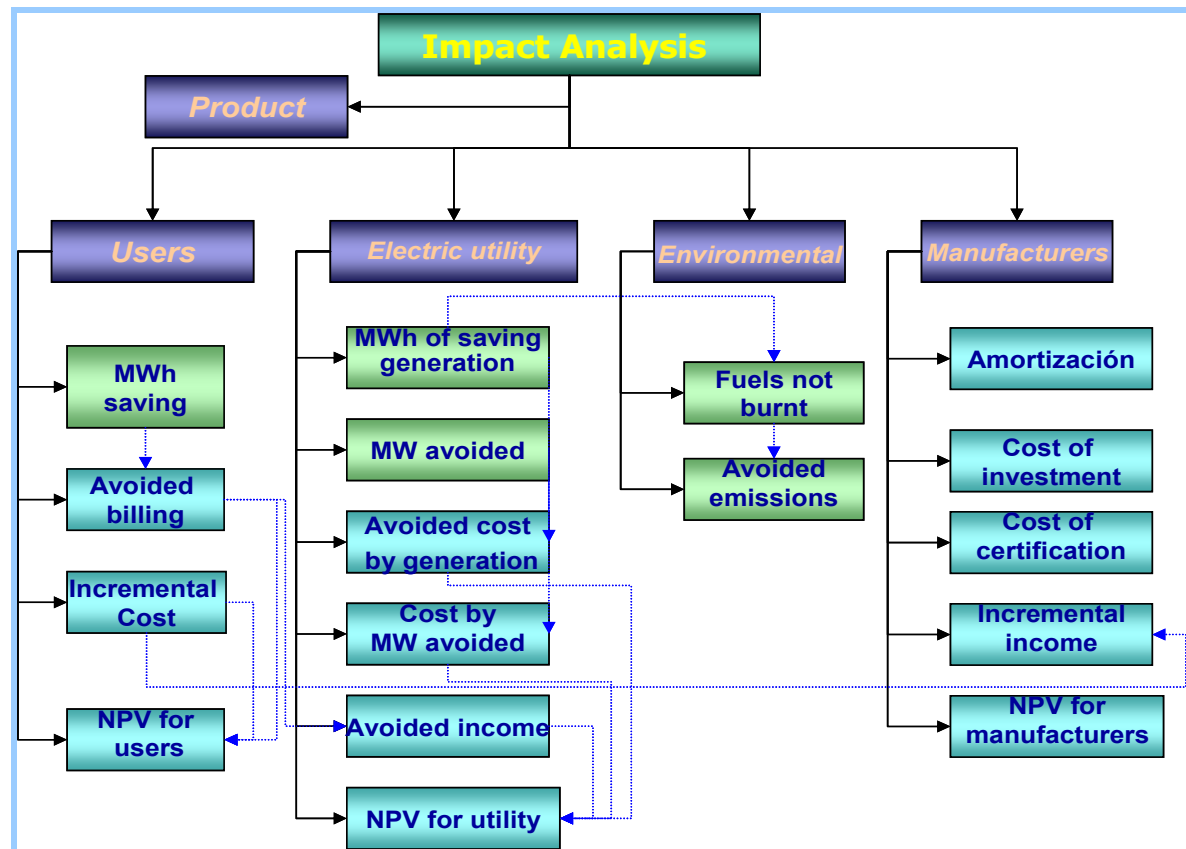 Impact Analysis
Product
Users
Electric utility
Environmental
Manufacturers
MWh
saving
Avoided
billing
Incremental
Cost
NPV for
users
MWh of saving
generation
MW avoided
Avoided cost
by generation
Cost by
MW avoided
Avoided income
NPV for utility
Fuels not
burnt
Avoided
emissions
Amortización
Cost of
investment
Cost of
certification
Incremental
income
NPV for
manufacturers